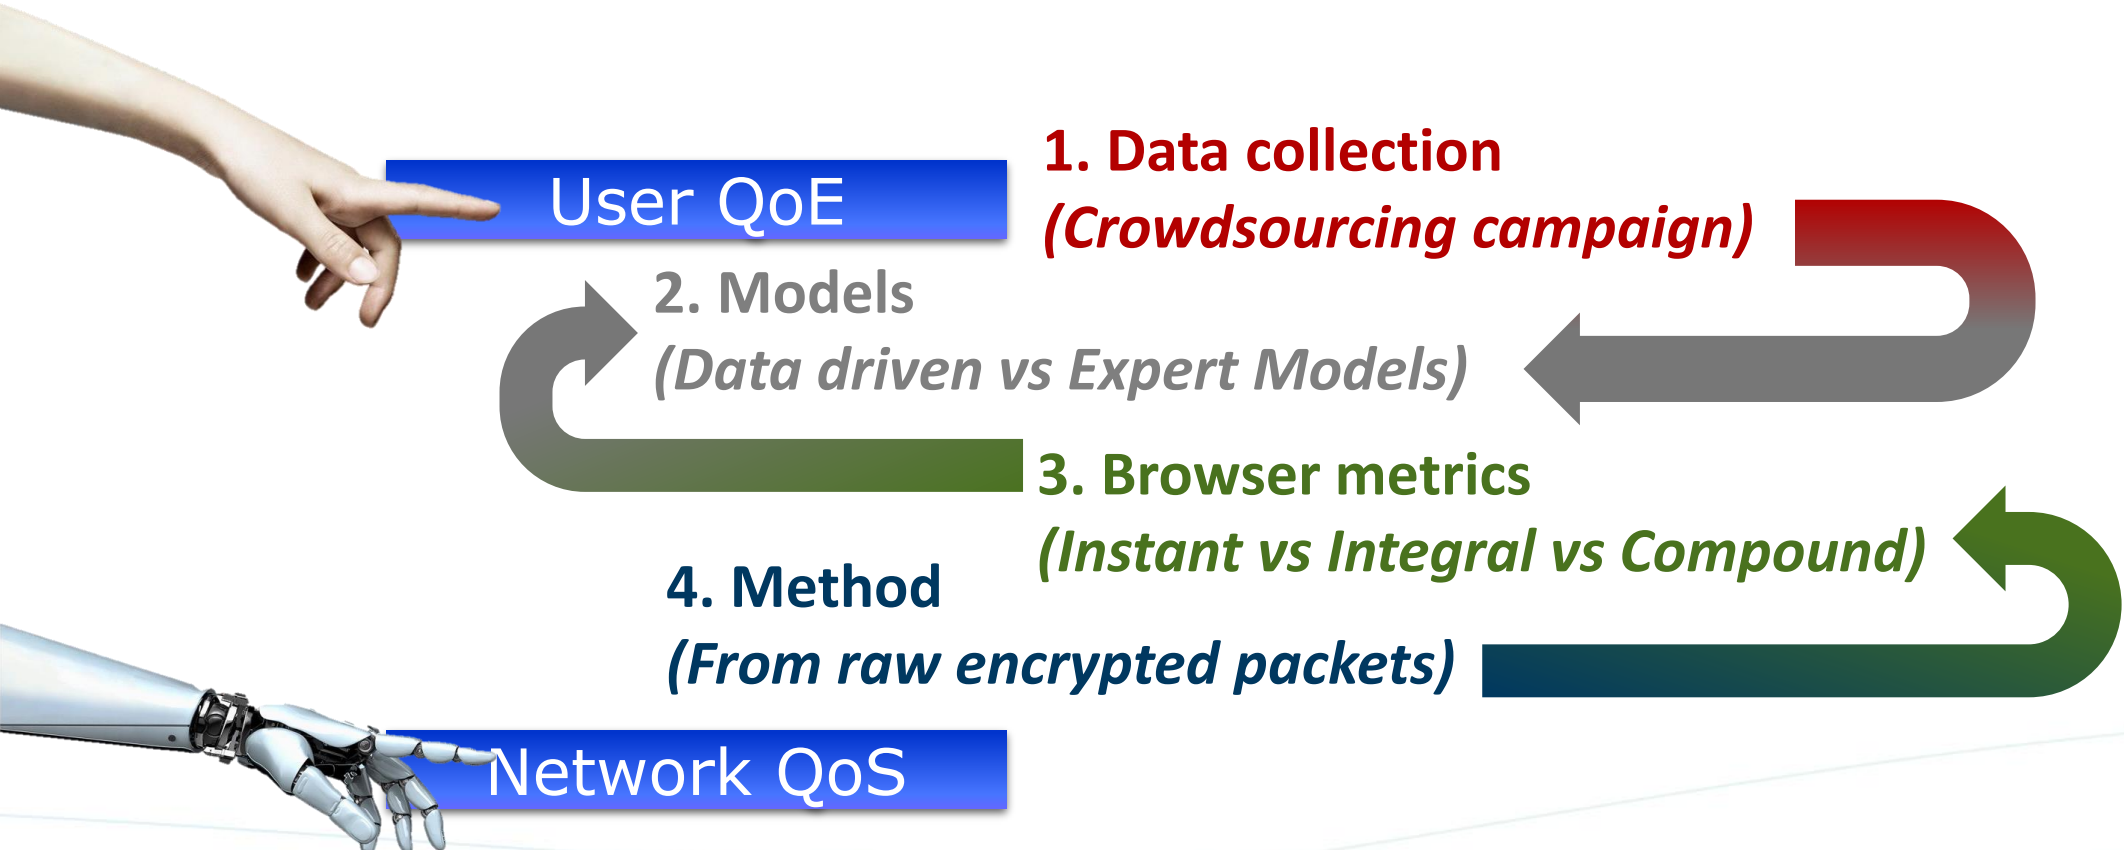 User QoE
1. Data collection
(Crowdsourcing campaign)
2. Models
(Data driven vs Expert Models)
3. Browser metrics
(Instant vs Integral vs Compound)
4. Method
(From raw encrypted packets)
Network QoS